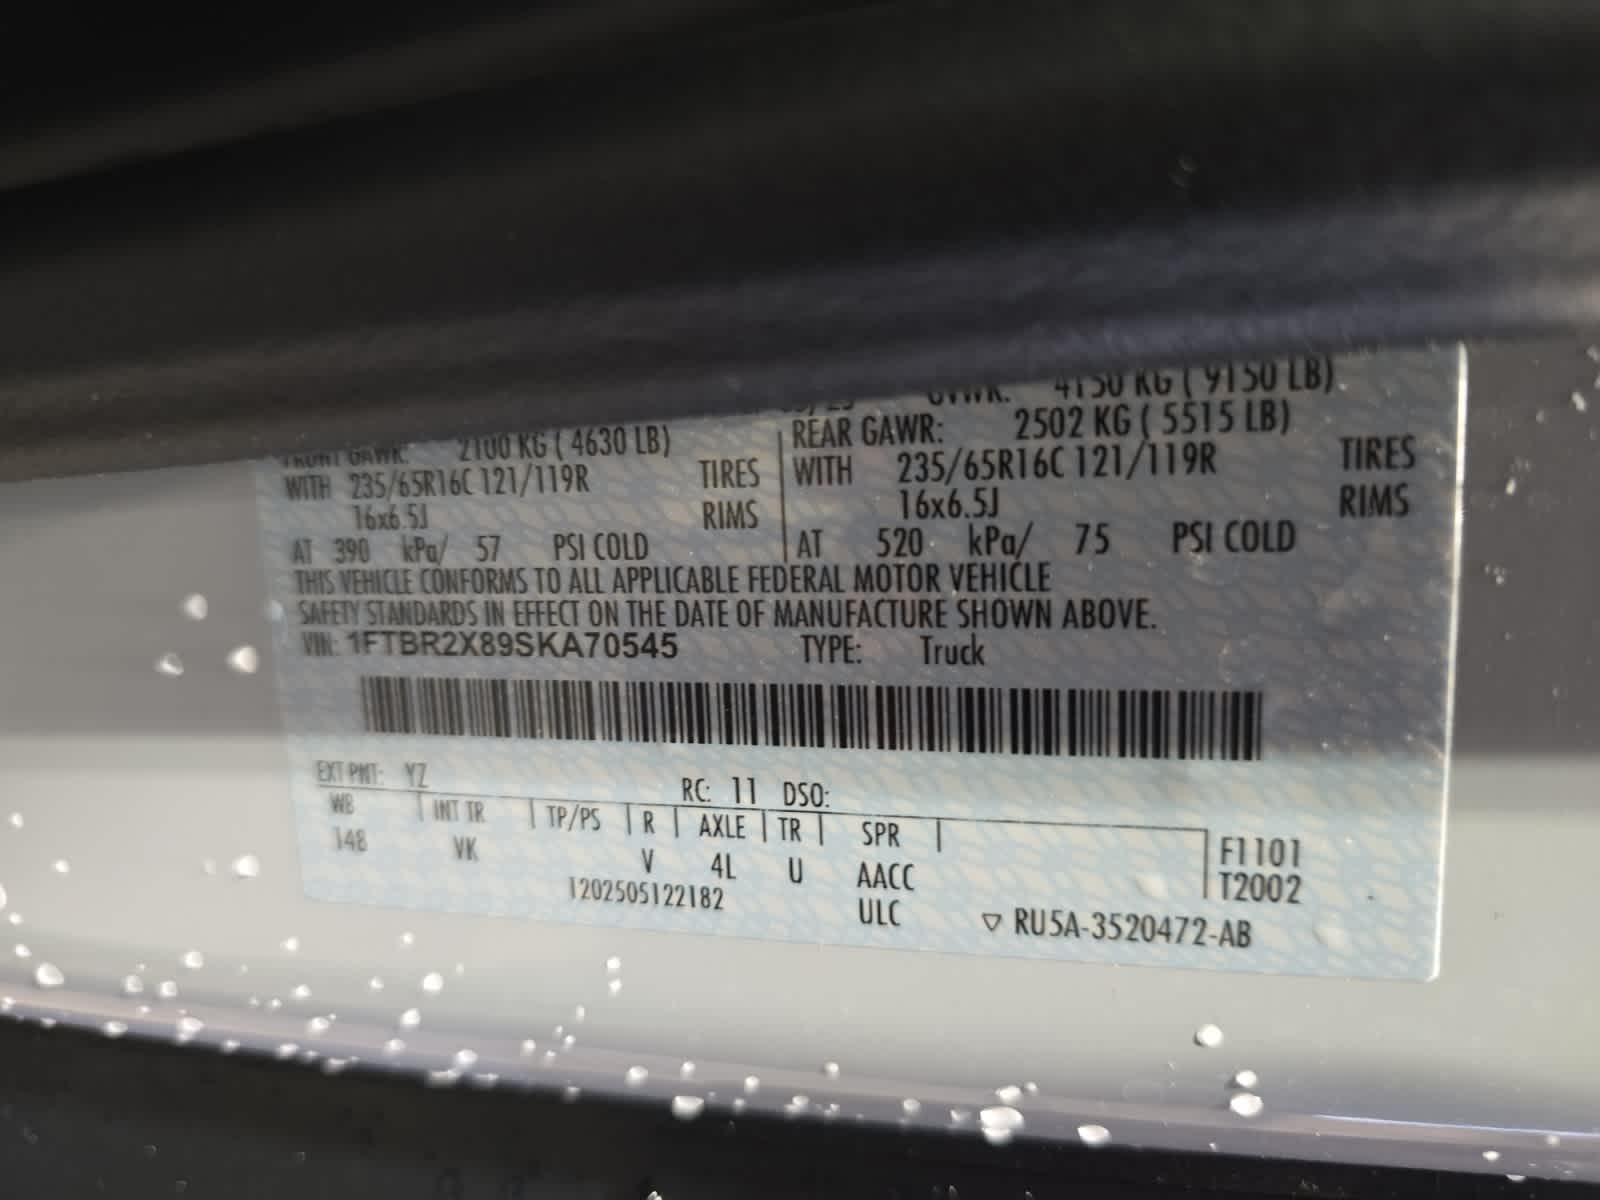 GVWR: 4150 KG ( 9150 LB)
FRONT GAWR: 2100 KG ( 4630 LB)
WITH 235/65R16C 121/119R TIRES
16x6.5J RIMS
AT 390 kPa/ 57 PSI COLD
REAR GAWR: 2502 KG ( 5515 LB)
WITH 235/65R16C 121/119R TIRES
16x6.5J RIMS
AT 520 kPa/ 75 PSI COLD
THIS VEHICLE CONFORMS TO ALL APPLICABLE FEDERAL MOTOR VEHICLE
SAFETY STANDARDS IN EFFECT ON THE DATE OF MANUFACTURE SHOWN ABOVE.
VIN: 1FTBR2X89SKA70545 TYPE: Truck
EXT PNT: YZ RC: 11 DSO:
WB INT TR TP/PS R AXLE TR SPR
148 VK V 4L U AACC
1202505122182 ULC
F1101
T2002
▽ RU5A-3520472-AB